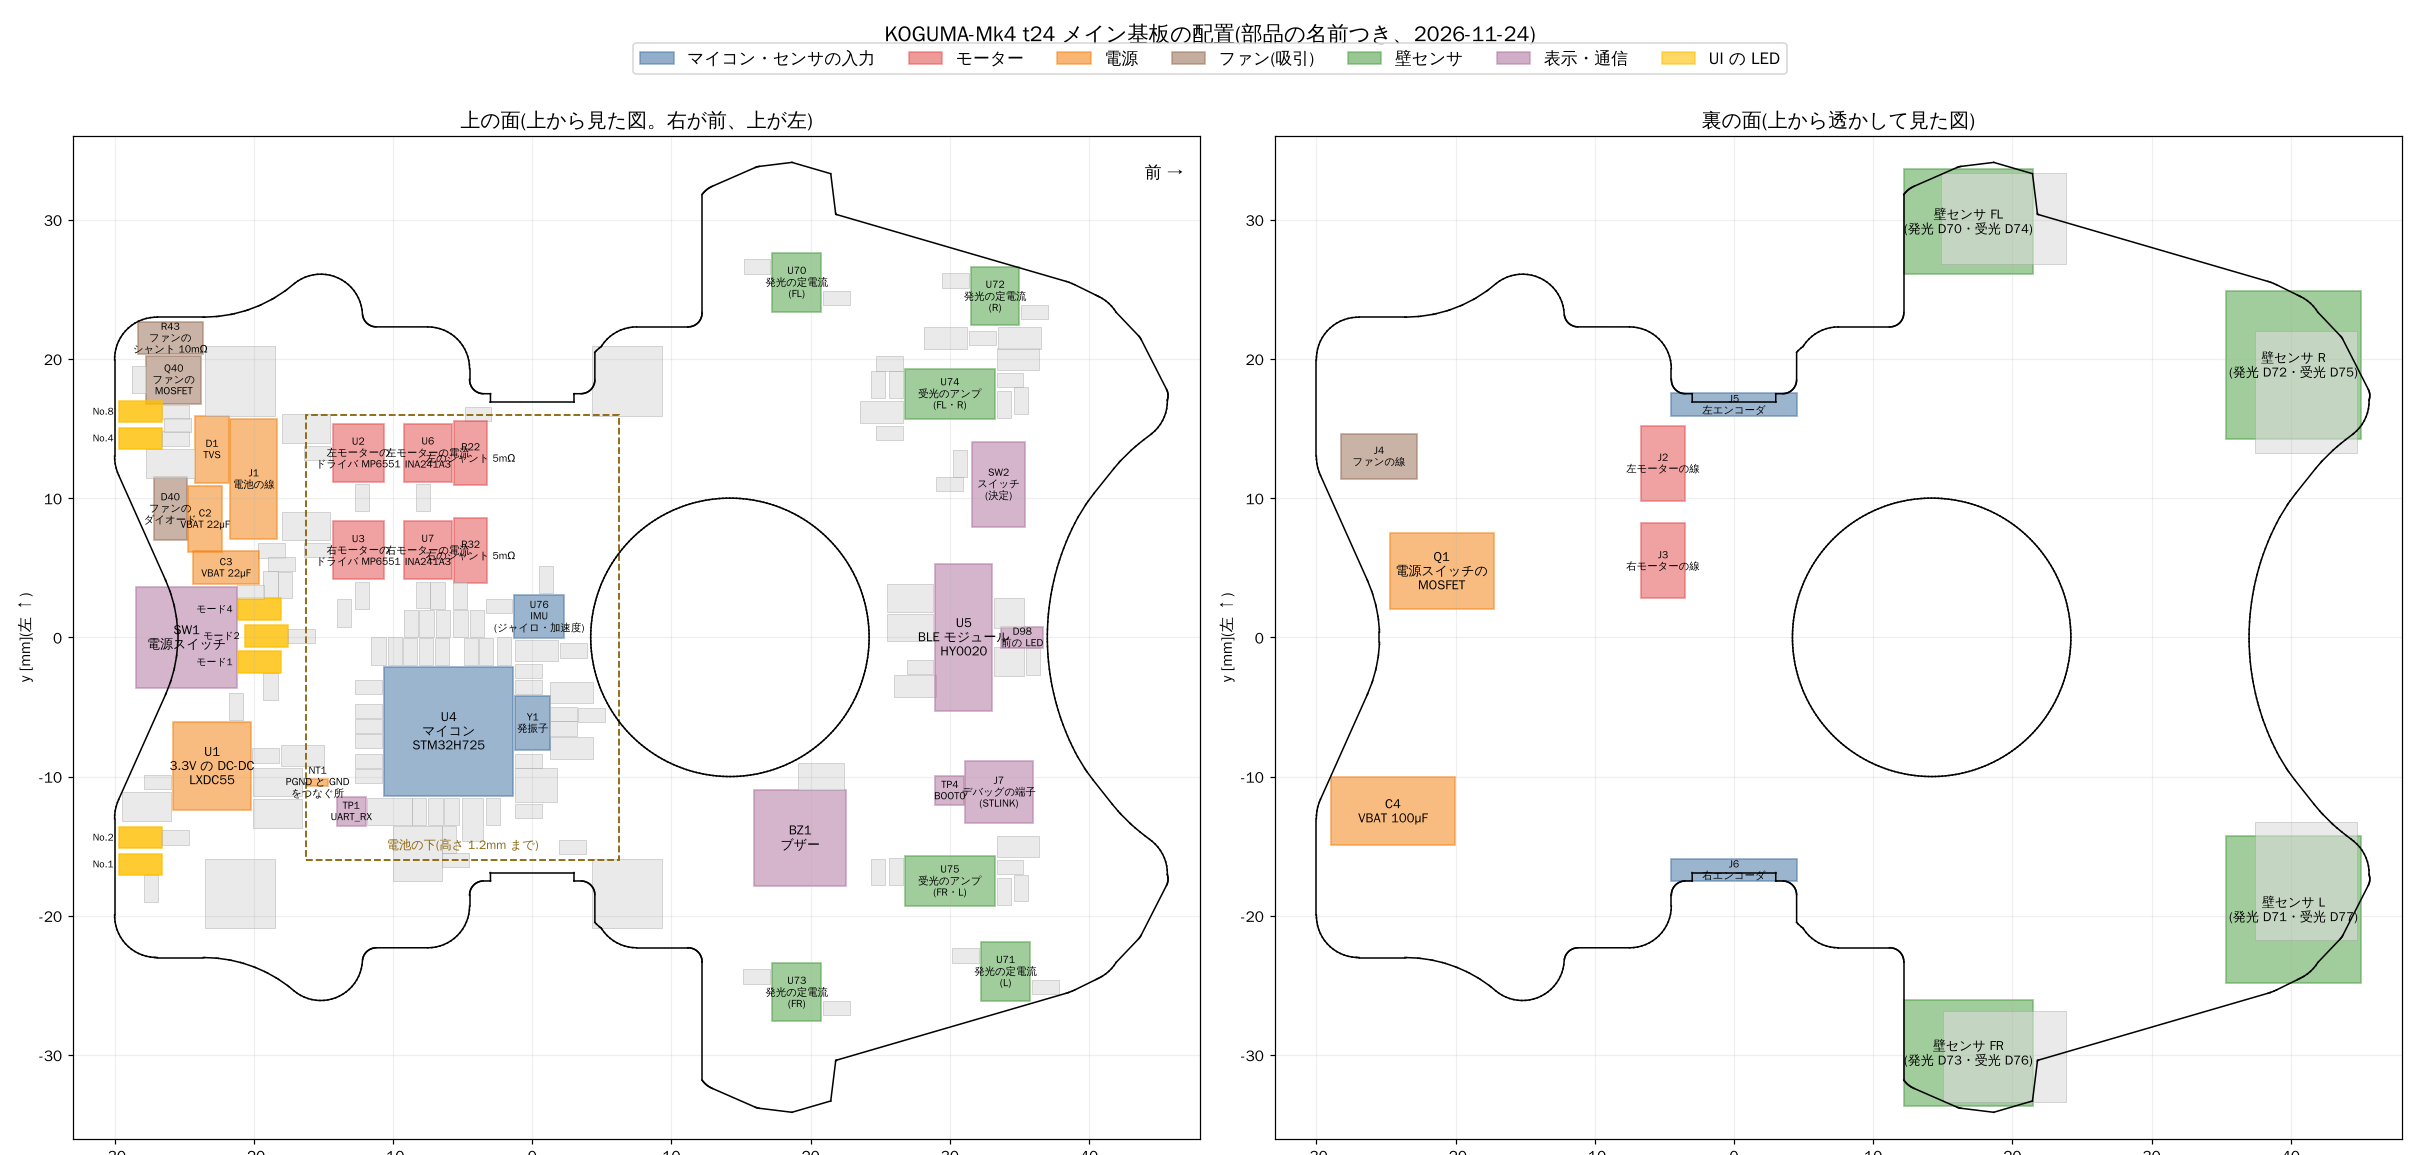 KOGUMA-Mk4 t24 メイン基板の配置(部品の名前つき、2026-11-24)
マイコン・センサの入力
モーター
電源
ファン(吸引)
壁センサ
表示・通信
UI の LED
上の面(上から見た図。右が前、上が左)
前 →
y [mm](左 ↑)
30
20
10
0
-10
-20
-30
R43
ファンの
シャント 10mΩ
Q40
ファンの
MOSFET
No.8
No.4
D1
TVS
J1
電池の線
D40
ファンの
ダイオード
C2
VBAT 22µF
C3
VBAT 22µF
U2
左モーターの
ドライバ MP6551
U6
左モーターの電流
INA241A3
R22
左のシャント 5mΩ
U3
右モーターの
ドライバ MP6551
U7
右モーターの電流
INA241A3
R32
右のシャント 5mΩ
モード4
モード2
モード1
SW1
電源スイッチ
U76
IMU
(ジャイロ・加速度)
U4
マイコン
STM32H725
Y1
発振子
U1
3.3V の DC-DC
LXDC55
NT1
PGND と GND
をつなぐ所
TP1
UART_RX
No.2
No.1
電池の下(高さ 1.2mm まで)
U70
発光の定電流
(FL)
U72
発光の定電流
(R)
U74
受光のアンプ
(FL・R)
SW2
スイッチ
(決定)
U5
BLE モジュール
HY0020
D98
前の LED
TP4
BOOT0
J7
デバッグの端子
(STLINK)
BZ1
ブザー
U75
受光のアンプ
(FR・L)
U71
発光の定電流
(L)
U73
発光の定電流
(FR)
裏の面(上から透かして見た図)
y [mm](左 ↑)
30
20
10
0
-10
-20
-30
壁センサ FL
(発光 D70・受光 D74)
壁センサ R
(発光 D72・受光 D75)
J5
左エンコーダ
J4
ファンの線
J2
左モーターの線
J3
右モーターの線
Q1
電源スイッチの
MOSFET
C4
VBAT 100µF
J6
右エンコーダ
壁センサ L
(発光 D71・受光 D77)
壁センサ FR
(発光 D73・受光 D76)